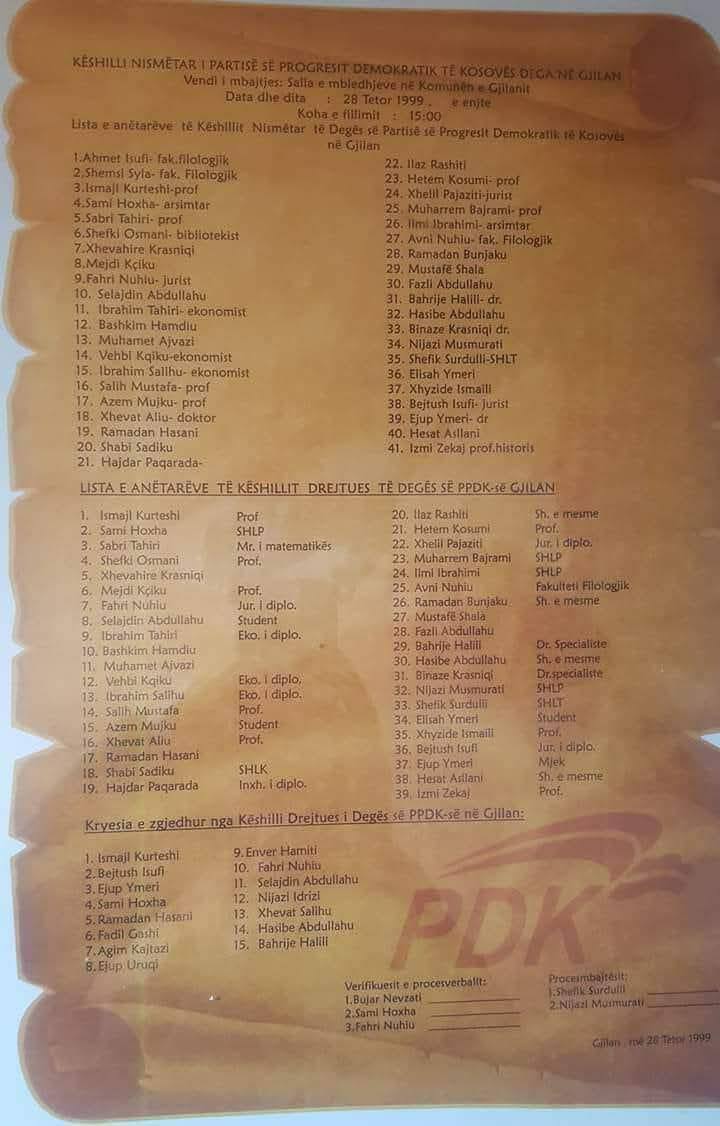 KËSHILLI NISMËTAR I PARTISË SË PROGRESIT DEMOKRATIK TË KOSOVËS DEGA NË GJILAN
Vendi i mbajtjes: Salla e mbledhjeve në Komunën e Gjilanit
Data dhe dita : 28 Tetor 1999 , e enjte
Koha e fillimit : 15:00
Lista e anëtarëve të Këshillit Nismëtar të Degës së Partisë së Progresit Demokratik të Kosovës
në Gjilan
1.Ahmet Isufi- fak.filologjik
2.Shemsi Syla- fak. Filologjik
3.Ismajl Kurteshi-prof
4.Sami Hoxha- arsimtar
5.Sabri Tahiri- prof
6.Shefki Osmani- bibliotekist
7.Xhevahire Krasniqi
8.Mejdi Kçiku
9.Fahri Nuhiu- jurist
10. Selajdin Abdullahu
11. Ibrahim Tahiri- ekonomist
12. Bashkim Hamdiu
13. Muhamet Ajvazi
14. Vehbi Kqiku-ekonomist
15. Ibrahim Salihu- ekonomist
16. Salih Mustafa- prof
17. Azem Mujku- prof
18. Xhevat Aliu- doktor
19. Ramadan Hasani
20. Shabi Sadiku
21. Hajdar Paqarada-
22. Ilaz Rashiti
23. Hetem Kosumi- prof
24. Xhelil Pajaziti-jurist
25. Muharrem Bajrami- prof
26. Ilmi Ibrahimi- arsimtar
27. Avni Nuhiu- fak. Filologjik
28. Ramadan Bunjaku
29. Mustafë Shala
30. Fazli Abdullahu
31. Bahrije Halili- dr.
32. Hasibe Abdullahu
33. Binaze Krasniqi dr.
34. Nijazi Musmurati
35. Shefik Surdulli-SHLT
36. Elisah Ymeri
37. Xhyzide Ismaili
38. Bejtush Isufi- jurist
39. Ejup Ymeri- dr
40. Hesat Asllani
41. Izmi Zekaj prof.historis
LISTA E ANËTARËVE TË KËSHILLIT DREJTUES TË DEGËS SË PPDK-së GJILAN
1. Ismajl Kurteshi Prof
2. Sami Hoxha SHLP
3. Sabri Tahiri Mr. i matematikës
4. Shefki Osmani Prof.
5. Xhevahire Krasniqi
6. Mejdi Kçiku Prof.
7. Fahri Nuhiu Jur. i diplo.
8. Selajdin Abdullahu Student
9. Ibrahim Tahiri Eko. i diplo.
10. Bashkim Hamdiu
11. Muhamet Ajvazi
12. Vehbi Kqiku Eko. i diplo.
13. Ibrahim Salihu Eko. i diplo.
14. Salih Mustafa Prof.
15. Azem Mujku Student
16. Xhevat Aliu Prof.
17. Ramadan Hasani
18. Shabi Sadiku SHLK
19. Hajdar Paqarada Inxh. i diplo.
20. Ilaz Rashiti Sh. e mesme
21. Hetem Kosumi Prof.
22. Xhelil Pajaziti Jur. i diplo.
23. Muharrem Bajrami SHLP
24. Ilmi Ibrahimi SHLP
25. Avni Nuhiu Fakulteti Filologjik
26. Ramadan Bunjaku Sh. e mesme
27. Mustafë Shala
28. Fazli Abdullahu
29. Bahrije Halili Dr. Specialiste
30. Hasibe Abdullahu Sh. e mesme
31. Binaze Krasniqi Dr.specialiste
32. Nijazi Musmurati SHLP
33. Shefik Surdulli SHLT
34. Elisah Ymeri Student
35. Xhyzide Ismaili Prof.
36. Bejtush Isufi Jur. i diplo.
37. Ejup Ymeri Mjek
38. Hesat Asllani Sh. e mesme
39. Izmi Zekaj Prof.
Kryesia e zgjedhur nga Këshilli Drejtues i Degës së PPDK-së në Gjilan:
1. Ismajl Kurteshi
2.Bejtush Isufi
3.Ejup Ymeri
4.Sami Hoxha
5.Ramadan Hasani
6.Fadil Gashi
7.Agim Kajtazi
8.Ejup Uruqi
9.Enver Hamiti
10. Fahri Nuhiu
11. Selajdin Abdullahu
12. Nijazi Idrizi
13. Xhevat Salihu
14. Hasibe Abdullahu
15. Bahrije Halili
PDK
Verifikuesit e procesverballt:
1.Bujar Nevzati
2.Sami Hoxha
3.Fahri Nuhiu
Procesmbajtësit:
1.Shefik Surdulli
2.Nijazi Musmurati
Gjilan , më 28 Tetor 1999